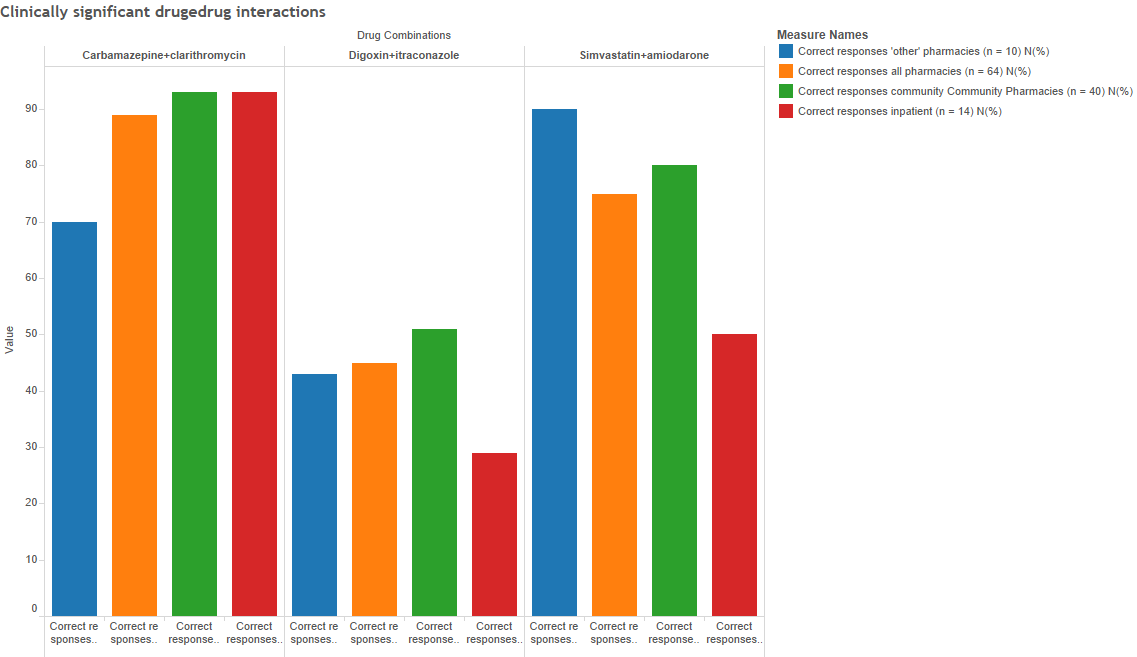 Clinically significant drugedrug interactions
Drug Combinations
Carbamazepine+clarithromycin
Digoxin+itraconazole
Simvastatin+amiodarone
Measure Names
Correct responses 'other' pharmacies (n = 10) N(%)
Correct responses all pharmacies (n = 64) N(%)
Correct responses community Community Pharmacies (n = 40) N(%)
Correct responses inpatient (n = 14) N(%)
Value
90
80
70
60
50
40
30
20
10
0
Correct re
sponses..
Correct re
sponses..
Correct
response..
Correct
responses..
Correct re
sponses..
Correct re
sponses..
Correct
response..
Correct
responses..
Correct re
sponses..
Correct re
sponses..
Correct
response..
Correct
responses..